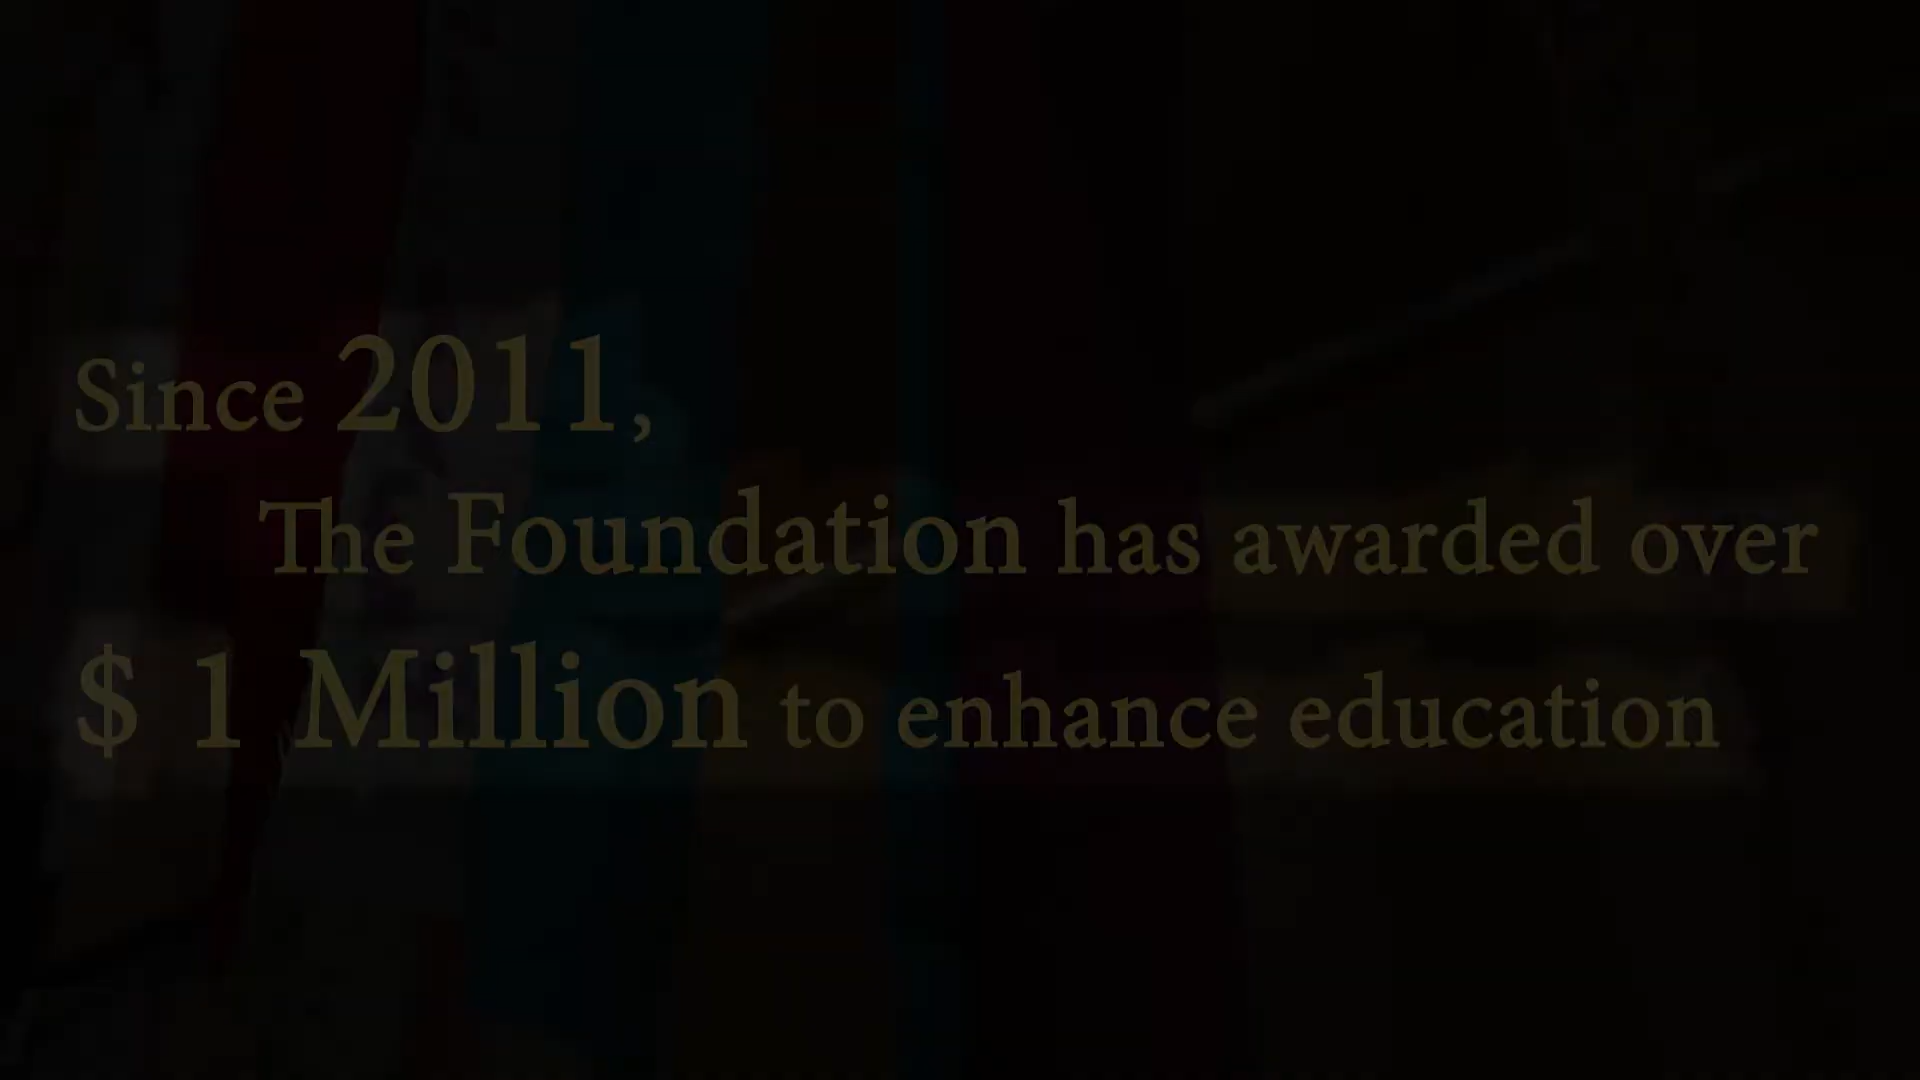 Since 2011,
The Foundation has awarded over
$ 1 Million to enhance education